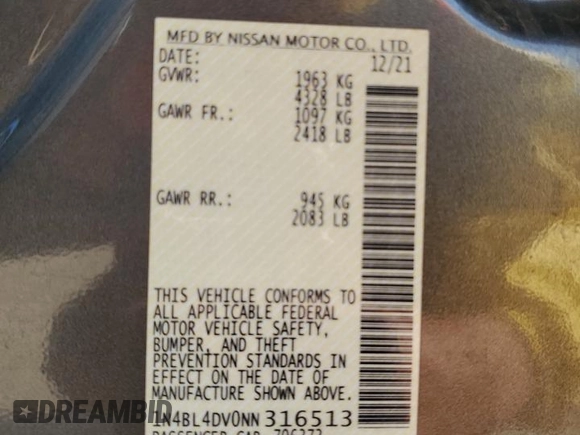 MFD BY NISSAN MOTOR CO., LTD.
DATE: 12/21
GVWR: 1963 KG
4328 LB
GAWR FR.: 1097 KG
2418 LB
GAWR RR.: 945 KG
2083 LB
THIS VEHICLE CONFORMS TO
ALL APPLICABLE FEDERAL
MOTOR VEHICLE SAFETY,
BUMPER, AND THEFT
PREVENTION STANDARDS IN
EFFECT ON THE DATE OF
MANUFACTURE SHOWN ABOVE.
1N4BL4DV0NN316513
PASSENGER CAR
DREAMBID